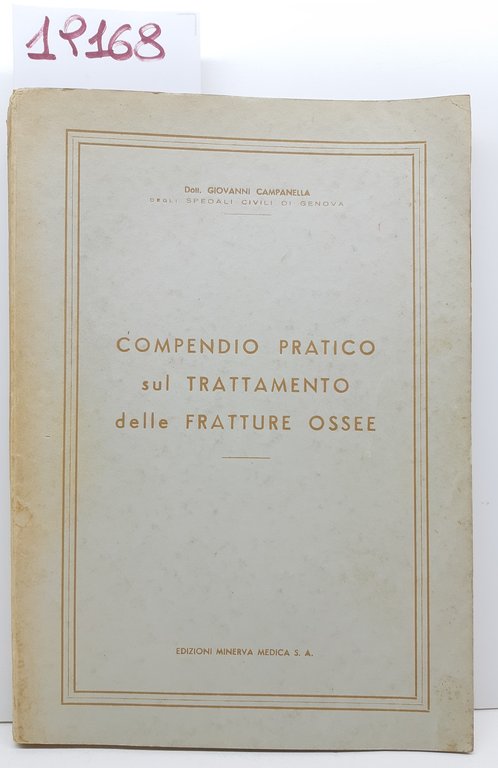 19168
Dott. GIOVANNI CAMPANELLA
DEGLI SPEDALI CIVILI DI GENOVA
COMPENDIO PRATICO
sul TRATTAMENTO
delle FRATTURE OSSEE
EDIZIONI MINERVA MEDICA S. A.